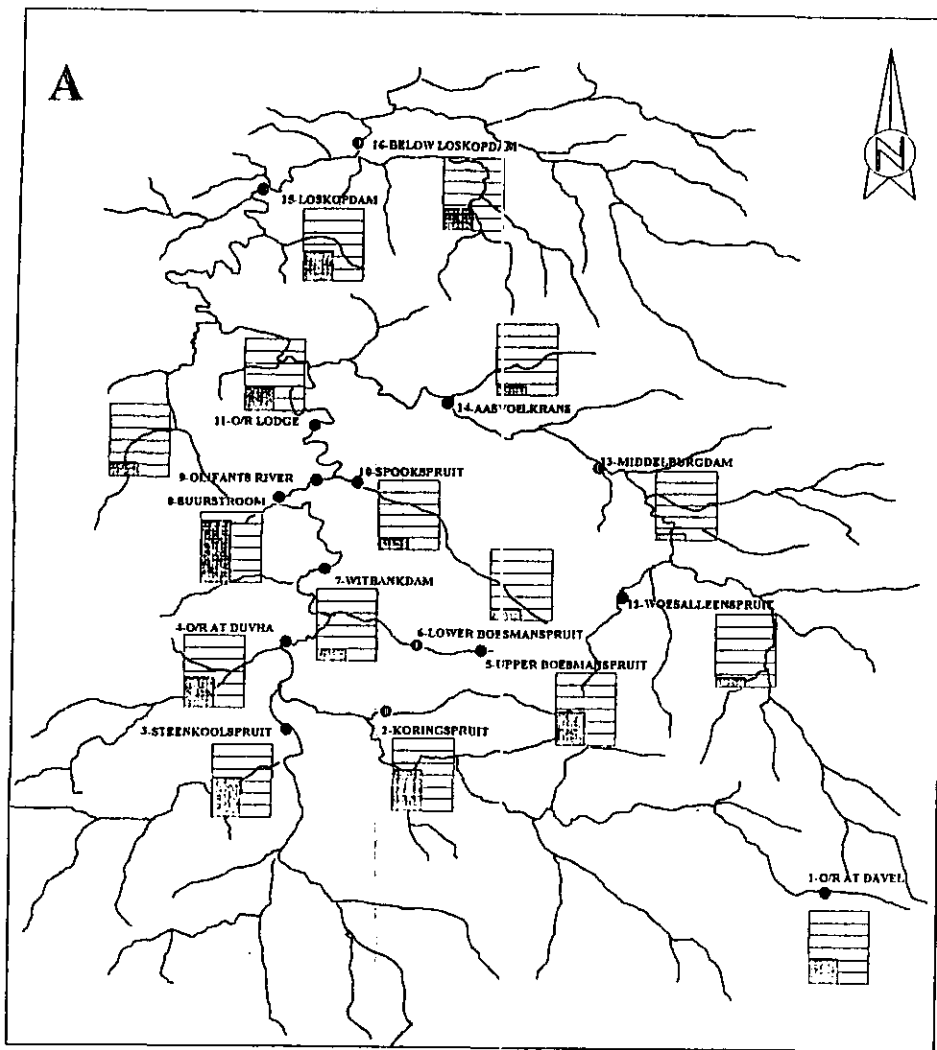 A
N
16-BELOW LOSKOPDAM
15-LOSKOPDAM
14-AASVOELKRANS
11-O/R LODGE
13-MIDDELBURGDAM
9-OLIFANTS RIVER
10-SPOOKSPRUIT
8-BUURSTROOM
7-WITBANKDAM
12-WOESALLEENSPRUIT
4-O/R AT DUVHA
6-LOWER BOESMANSPRUIT
5-UPPER BOESMANSPRUIT
3-STEENKOOLSPRUIT
2-KORINGSPRUIT
1-O/R AT DAVEL